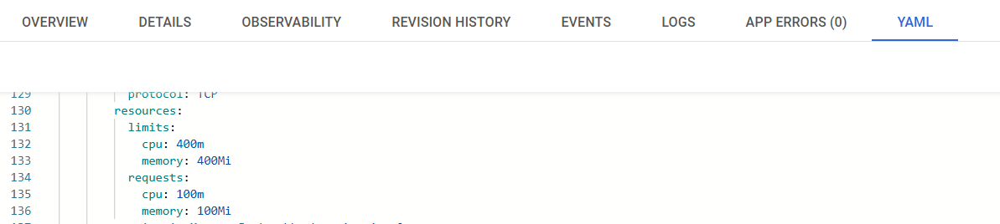 OVERVIEW DETAILS OBSERVABILITY REVISION HISTORY EVENTS LOGS APP ERRORS (0) YAML
129 protocol: TCP
130 resources:
131 limits:
132 cpu: 400m
133 memory: 400Mi
134 requests:
135 cpu: 100m
136 memory: 100Mi